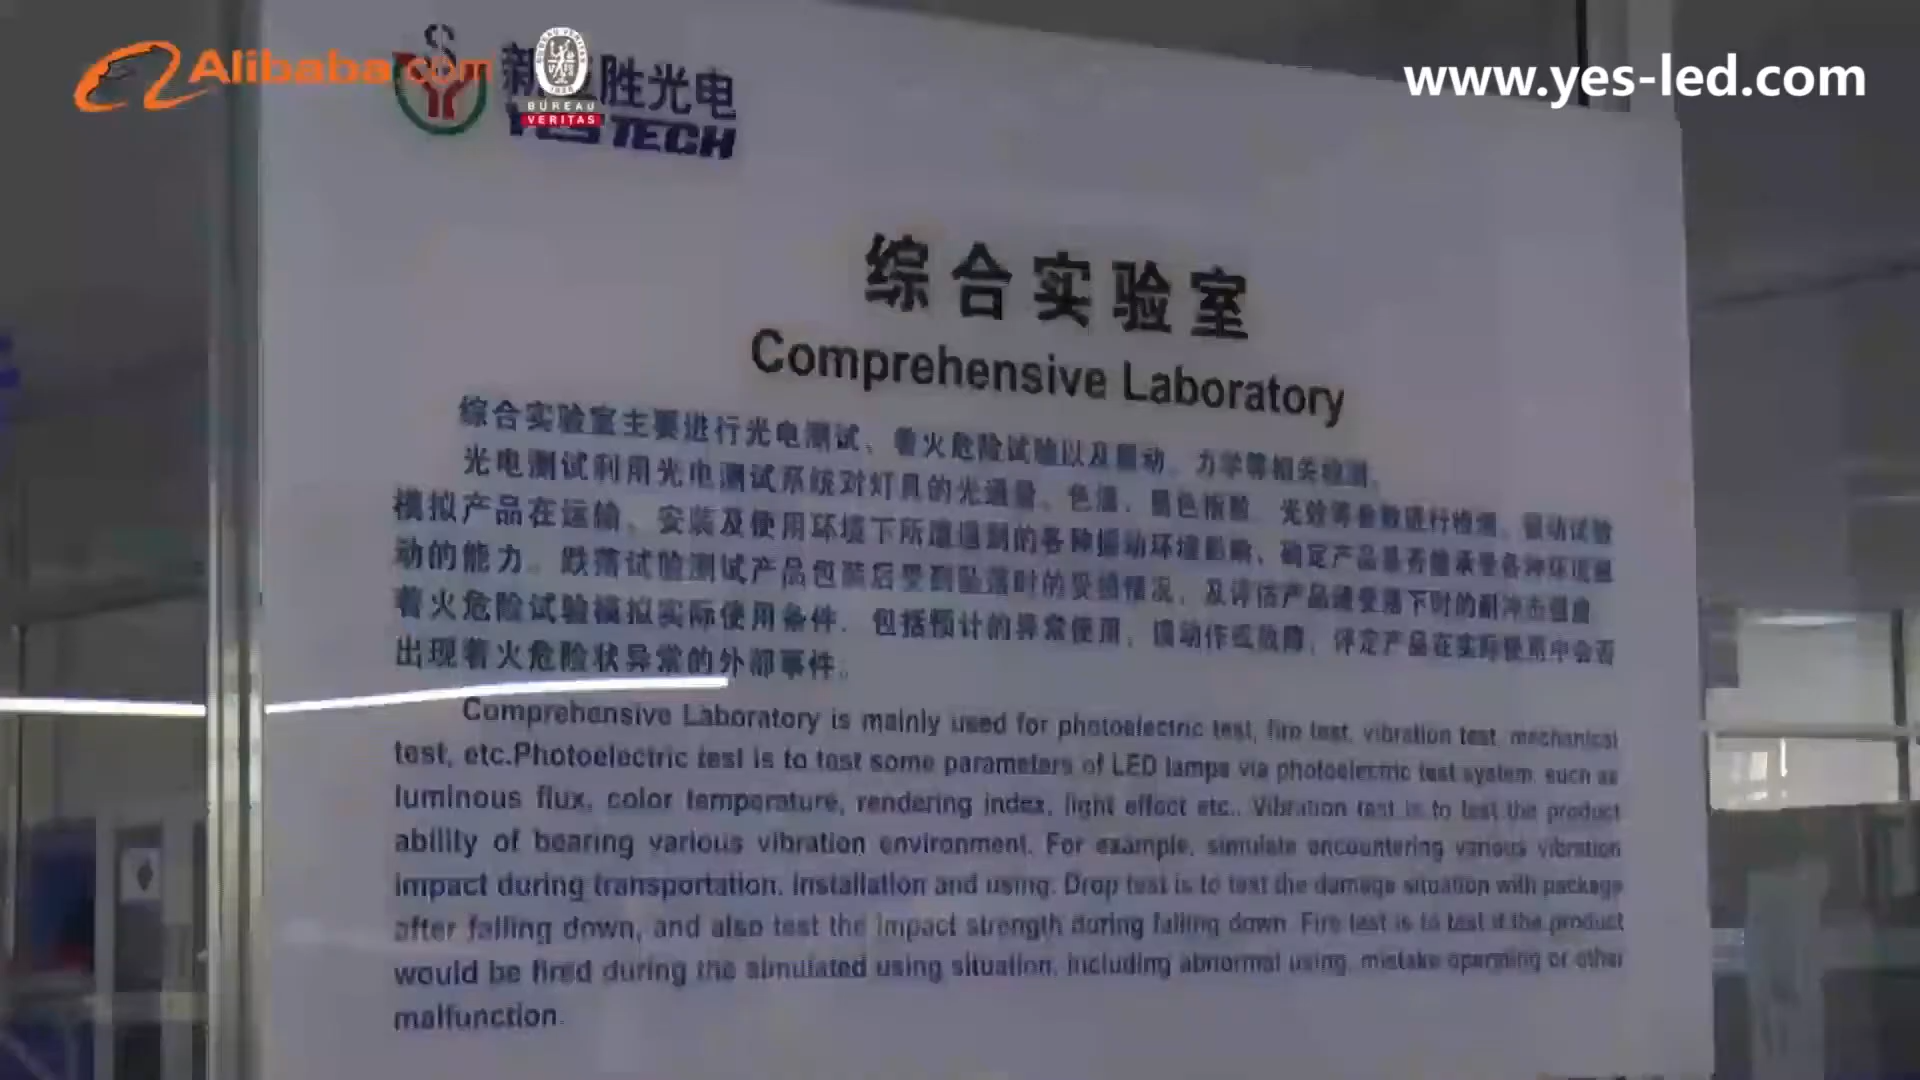 Alibaba.com
BUREAU VERITAS
1828
BUREAU
VERITAS
www.yes-led.com
新亚胜光电
YES TECH
综合实验室
Comprehensive Laboratory
综合实验室主要进行光电测试、着火危险试验以及振动、力学等相关检测。
光电测试利用光电测试系统对灯具的光通量、色温、显色指数、光效等参数进行检测。振动试验
模拟产品在运输、安装及使用环境下所遭遇到的各种振动环境影响，确定产品是否能承受各种环境振
动的能力。跌落试验测试产品包装后受到坠落时的受损情况，及评估产品遭受落下时的耐冲击强度
着火危险试验模拟实际使用条件，包括预计的异常使用，误动作或故障，评定产品在实际使用中会否
出现着火危险状异常的外部事件。
Comprehensive Laboratory is mainly used for photoelectric test, fire test, vibration test, mechanical
test, etc.Photoelectric test is to test some parameters of LED lamps via photoelectric test system, such as
luminous flux, color temperature, rendering index, light effect etc.. Vibration test is to test the product
ability of bearing various vibration environment. For example, simulate encountering various vibration
impact during transportation, installation and using. Drop test is to test the damage situation with package
after falling down, and also test the impact strength during falling down. Fire test is to test if the product
would be fired during the simulated using situation, including abnormal using, mistake operating or other
malfunction.